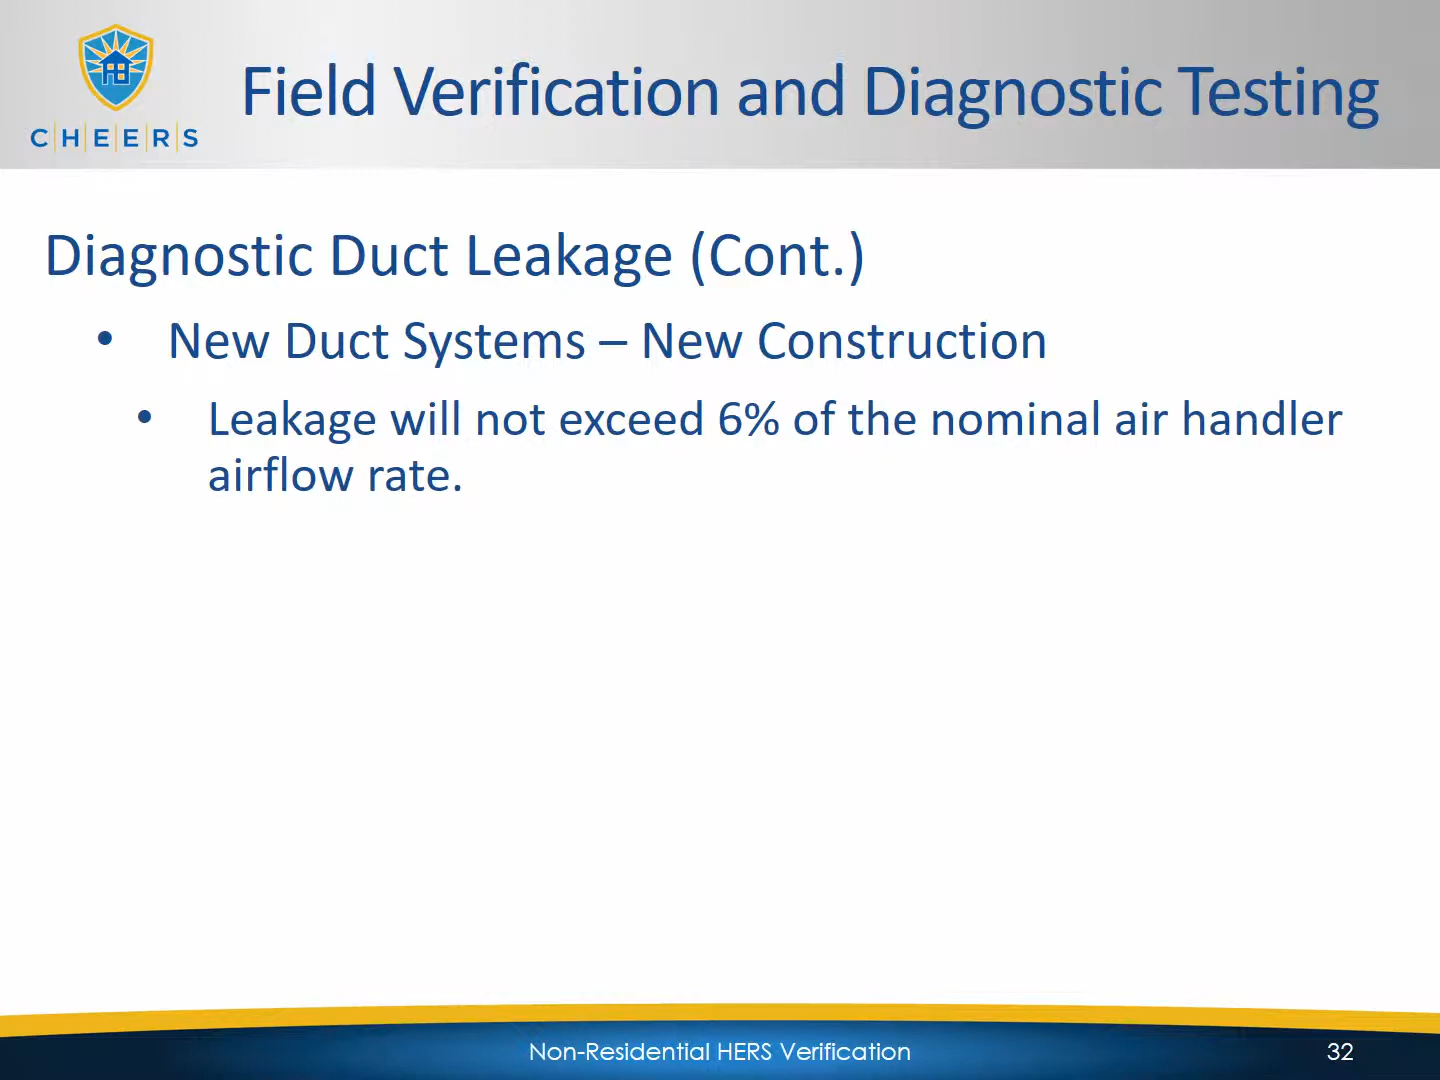 C|H|E|E|R|S
Field Verification and Diagnostic Testing
Diagnostic Duct Leakage (Cont.)
• New Duct Systems – New Construction
• Leakage will not exceed 6% of the nominal air handler
airflow rate.
Non-Residential HERS Verification
32